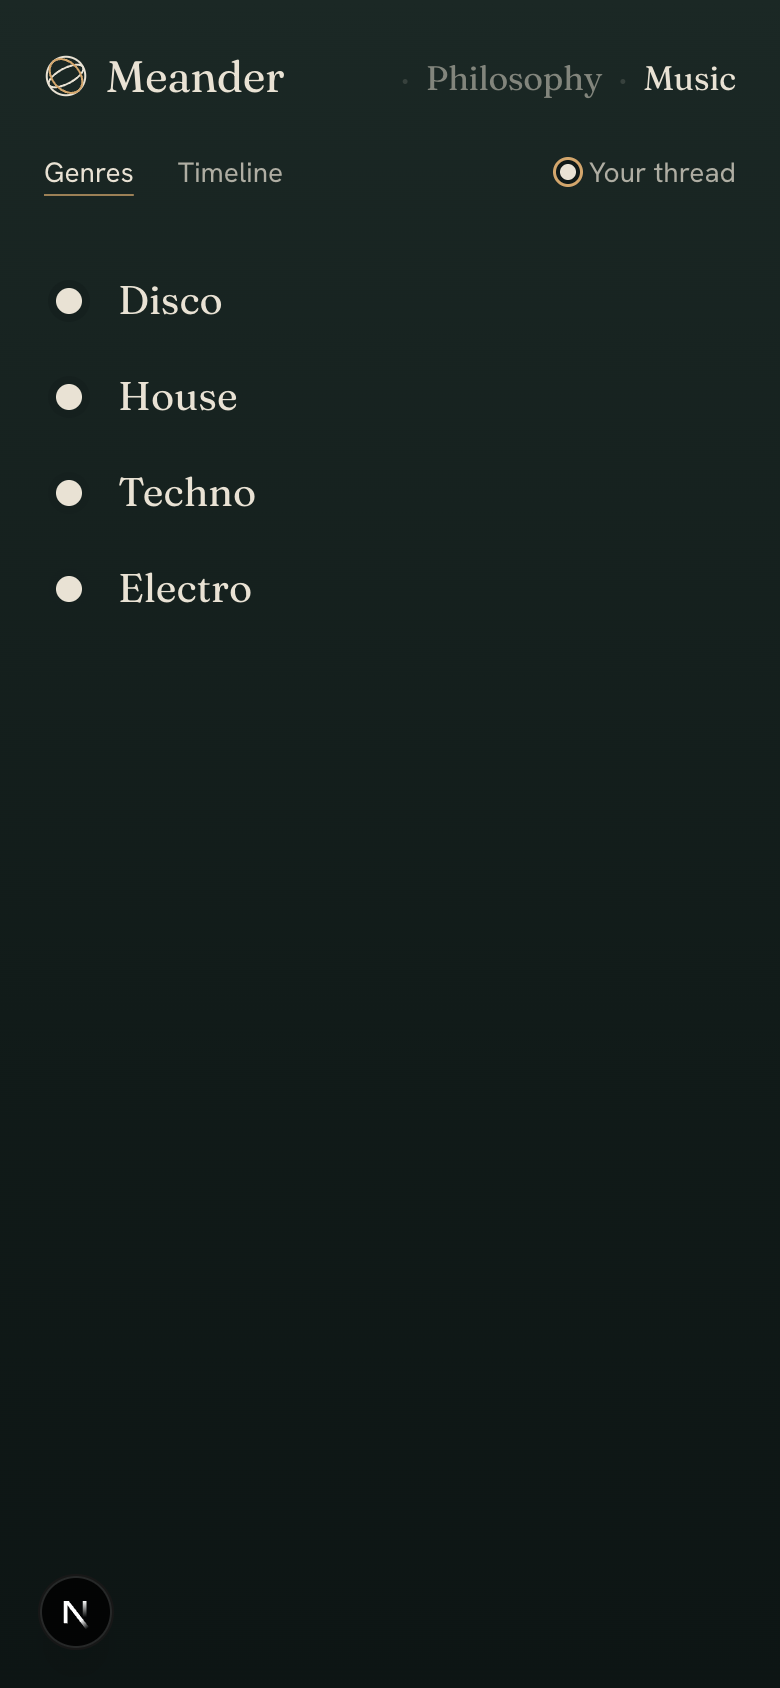 Meander · Philosophy · Music
Genres Timeline Your thread
Disco
House
Techno
Electro
N